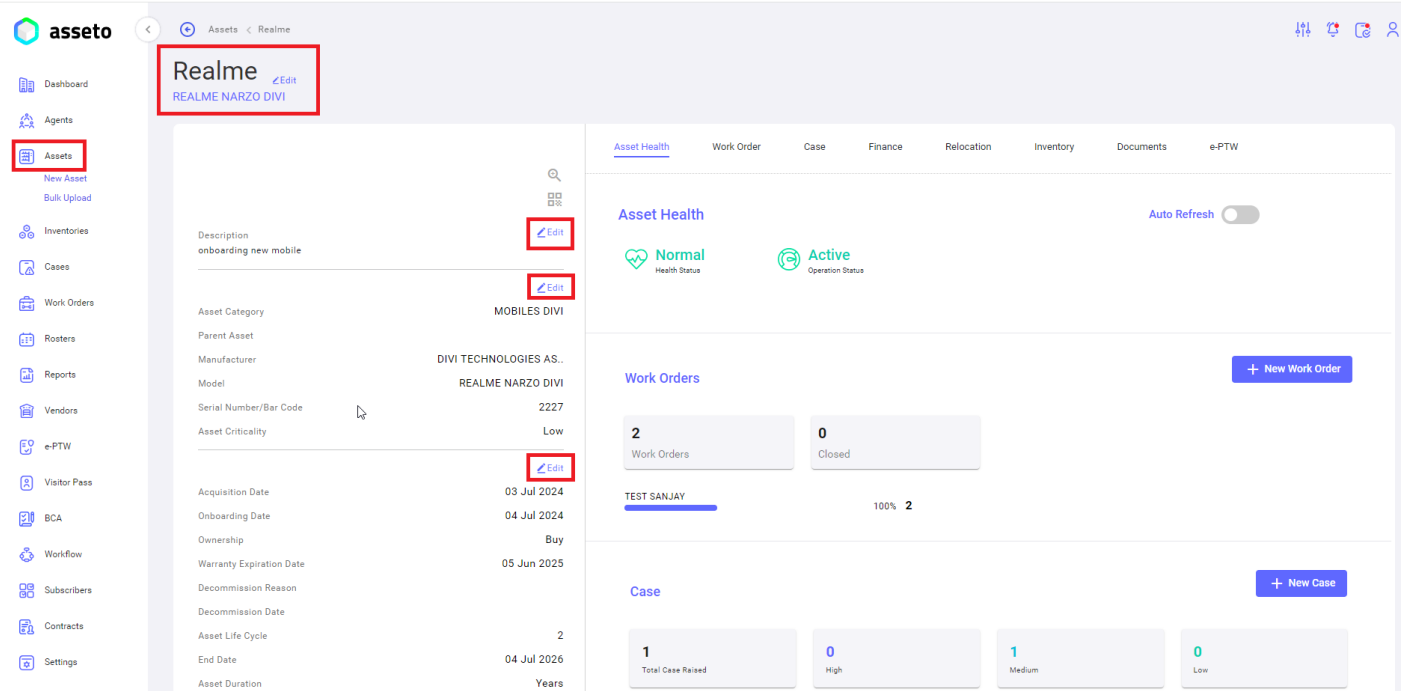 asseto
Dashboard
Agents
Assets
New Asset
Bulk Upload
Inventories
Cases
Work Orders
Rosters
Reports
Vendors
e-PTW
Visitor Pass
BCA
Workflow
Subscribers
Contracts
Settings
Assets < Realme
Realme Edit
REALME NARZO DIVI
Description Edit
onboarding new mobile
Edit
Asset Category MOBILES DIVI
Parent Asset
Manufacturer DIVI TECHNOLOGIES AS..
Model REALME NARZO DIVI
Serial Number/Bar Code 2227
Asset Criticality Low
Edit
Acquisition Date 03 Jul 2024
Onboarding Date 04 Jul 2024
Ownership Buy
Warranty Expiration Date 05 Jun 2025
Decommission Reason
Decommission Date
Asset Life Cycle 2
End Date 04 Jul 2026
Asset Duration Years
Asset Health Work Order Case Finance Relocation Inventory Documents e-PTW
Asset Health Auto Refresh
Normal Active
Health Status Operation Status
Work Orders + New Work Order
2 0
Work Orders Closed
TEST SANJAY
100% 2
Case + New Case
1 0 1 0
Total Case Raised High Medium Low